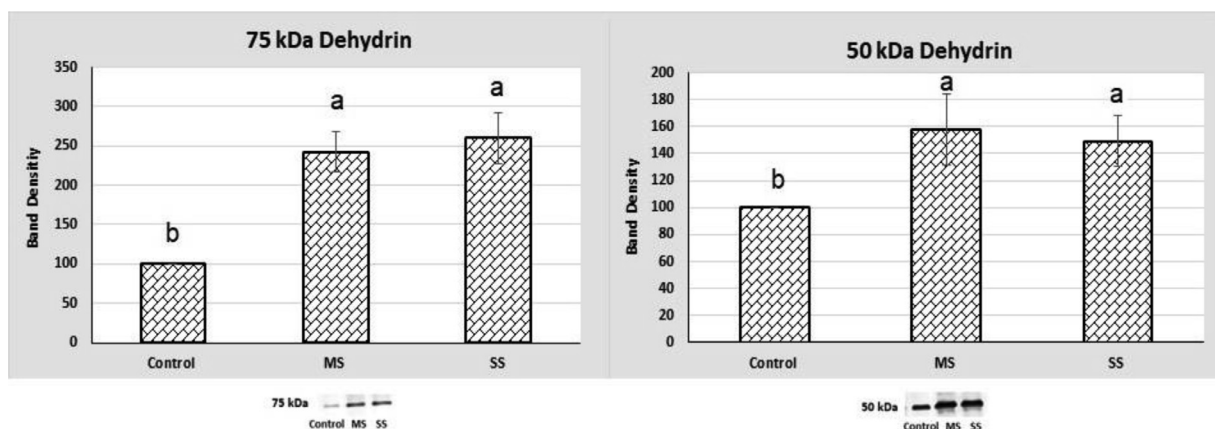 75 kDa Dehydrin
350
300
250
200
150
100
50
0
Band Densitiy
b
a
a
Control MS SS
75 kDa
Control MS SS
50 kDa Dehydrin
200
180
160
140
120
100
80
60
40
20
0
Band Density
b
a
a
Control MS SS
50 kDa
Control MS SS